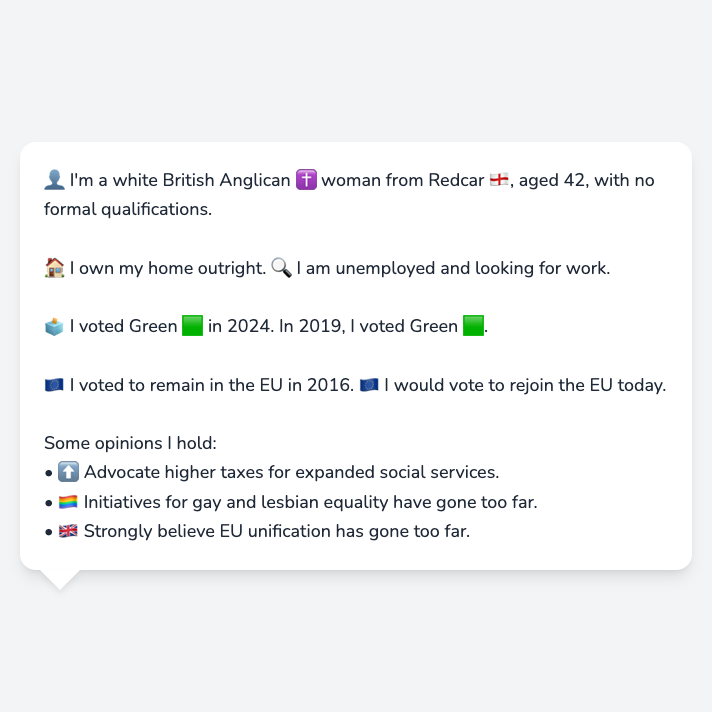 👤 I'm a white British Anglican ✝️ woman from Redcar 🏴󠁧󠁢󠁥󠁮󠁧󠁿, aged 42, with no
formal qualifications.
🏠 I own my home outright. 🔍 I am unemployed and looking for work.
🗳️ I voted Green 🟩 in 2024. In 2019, I voted Green 🟩.
🇪🇺 I voted to remain in the EU in 2016. 🇪🇺 I would vote to rejoin the EU today.
Some opinions I hold:
• ⬆️ Advocate higher taxes for expanded social services.
• 🏳️‍🌈 Initiatives for gay and lesbian equality have gone too far.
• 🇬🇧 Strongly believe EU unification has gone too far.